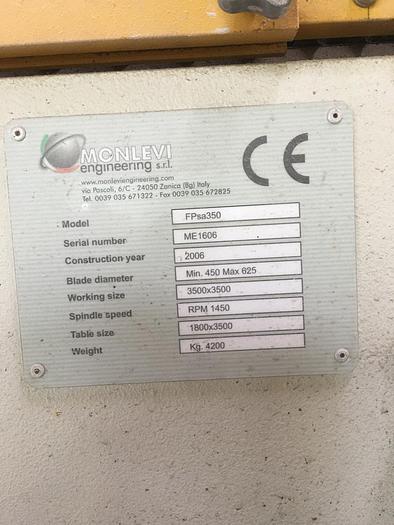 MONLEVI
engineering s.r.l.
www.monleviengineering.com
via Pascoli, 6/C - 24050 Zanica (Bg) Italy
Tel. 0039 035 671322 - Fax 0039 035 672825
CE
Model FPsa350
Serial number ME1606
Construction year 2006
Blade diameter Min. 450 Max 625
Working size 3500x3500
Spindle speed RPM 1450
Table size 1800x3500
Weight Kg. 4200